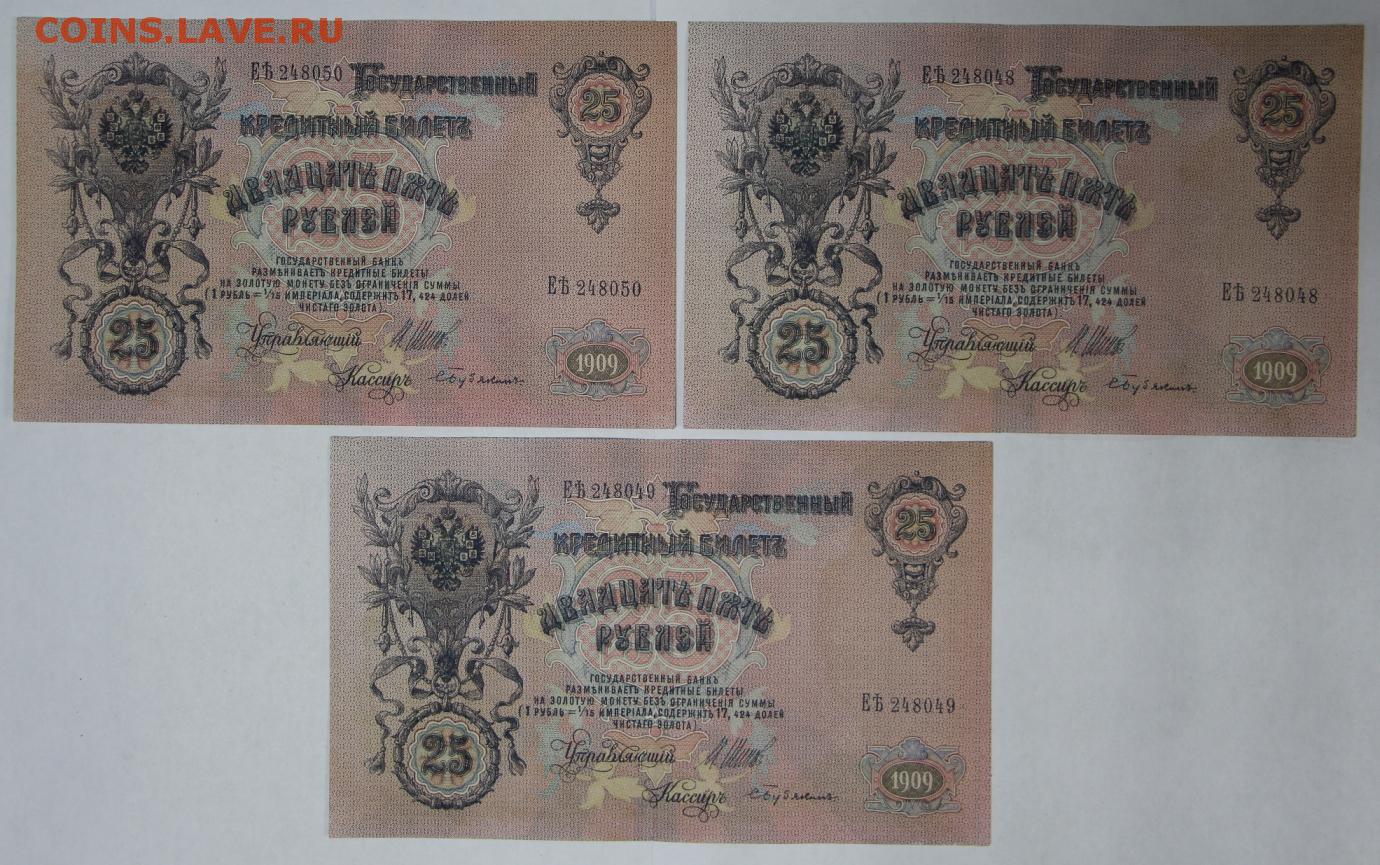 COINS.LAVE.RU
ЕѢ 248050 Государственный
25
Кредитный Билетъ
Двадцать пять
рублей
Государственный банкъ
размѣниваетъ кредитные билеты
на золотую монету безъ ограниченія суммы
(1 рубль = 1/15 имперіала, содержитъ 17, 424 долей
чистаго золота)
ЕѢ 248050
25
Управляющій
Кассиръ
1909
ЕѢ 248048 Государственный
25
Кредитный Билетъ
Двадцать пять
рублей
Государственный банкъ
размѣниваетъ кредитные билеты
на золотую монету безъ ограниченія суммы
(1 рубль = 1/15 имперіала, содержитъ 17, 424 долей
чистаго золота)
ЕѢ 248048
25
Управляющій
Кассиръ
1909
ЕѢ 248049 Государственный
25
Кредитный Билетъ
Двадцать пять
рублей
Государственный банкъ
размѣниваетъ кредитные билеты
на золотую монету безъ ограниченія суммы
(1 рубль = 1/15 имперіала, содержитъ 17, 424 долей
чистаго золота)
ЕѢ 248049
25
Управляющій
Кассиръ
1909